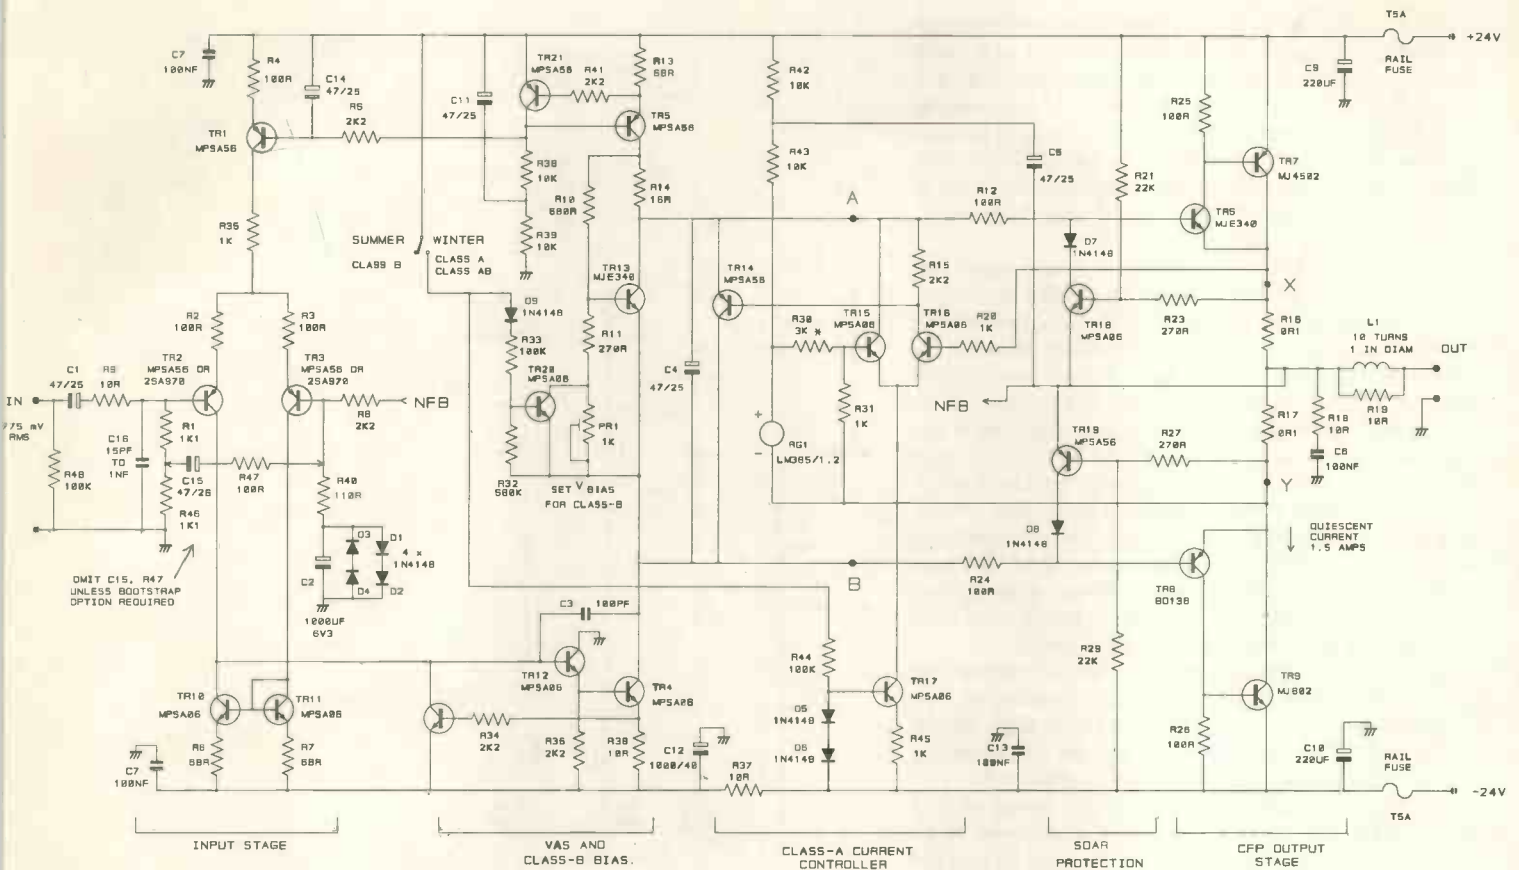 T5A
+24V
RAIL
FUSE
C7
100NF
R4
100R
C14
47/25
R5
2K2
TR1
MPSA56
C11
47/25
TR21
MPSA56
R41
2K2
R13
68R
TR5
MPSA56
R42
10K
R43
10K
C5
47/25
R21
22K
R25
100R
TR7
MJ4502
C9
220UF
R35
1K
R38
10K
R39
10K
R10
680R
R14
16R
A
R12
100R
TR6
MJE340
D7
1N4148
SUMMER
WINTER
CLASS B
CLASS A
CLASS AB
TR13
MJE340
TR14
MPSA56
R15
2K2
X
R2
100R
R3
100R
D9
1N4148
R33
100K
R11
270R
R30
3K *
TR15
MPSA06
TR16
MPSA06
R20
1K
TR18
MPSA06
R23
270R
R16
0R1
L1
10 TURNS
1 IN DIAM
OUT
TR2
MPSA56 OR
2SA970
TR3
MPSA56 OR
2SA970
C1
47/25
R9
10R
IN
775 mV
RMS
R8
2K2
NFB
TR20
MPSA06
PR1
1K
C4
47/25
NFB
R31
1K
R19
10R
R18
10R
R17
0R1
C16
15PF
TO
1NF
R1
1K1
R48
100K
C15
47/25
R47
100R
R40
110R
R46
1K1
R32
680K
SET V BIAS
FOR CLASS-B
+
-
RG1
LM385/1.2
TR19
MPSA56
R27
270R
C6
100NF
Y
OMIT C15, R47
UNLESS BOOTSTRAP
OPTION REQUIRED
C2
1000UF
6V3
D3
D1
4 x
1N4148
D4
D2
D8
1N4148
QUIESCENT
CURRENT
1.5 AMPS
B
R24
100R
TR8
BD136
C3
100PF
TR12
MPSA06
TR4
MPSA06
R44
100K
TR17
MPSA06
R29
22K
TR9
MJ802
TR10
MPSA06
TR11
MPSA06
R34
2K2
R36
2K2
R38
10R
C12
1000/40
R37
10R
D5
1N4148
D6
1N4148
R45
1K
C13
100NF
R26
100R
C10
220UF
RAIL
FUSE
C7
100NF
R6
68R
R7
68R
-24V
T5A
INPUT STAGE
VAS AND
CLASS-B BIAS.
CLASS-A CURRENT
CONTROLLER
SOAR
PROTECTION
CFP OUTPUT
STAGE